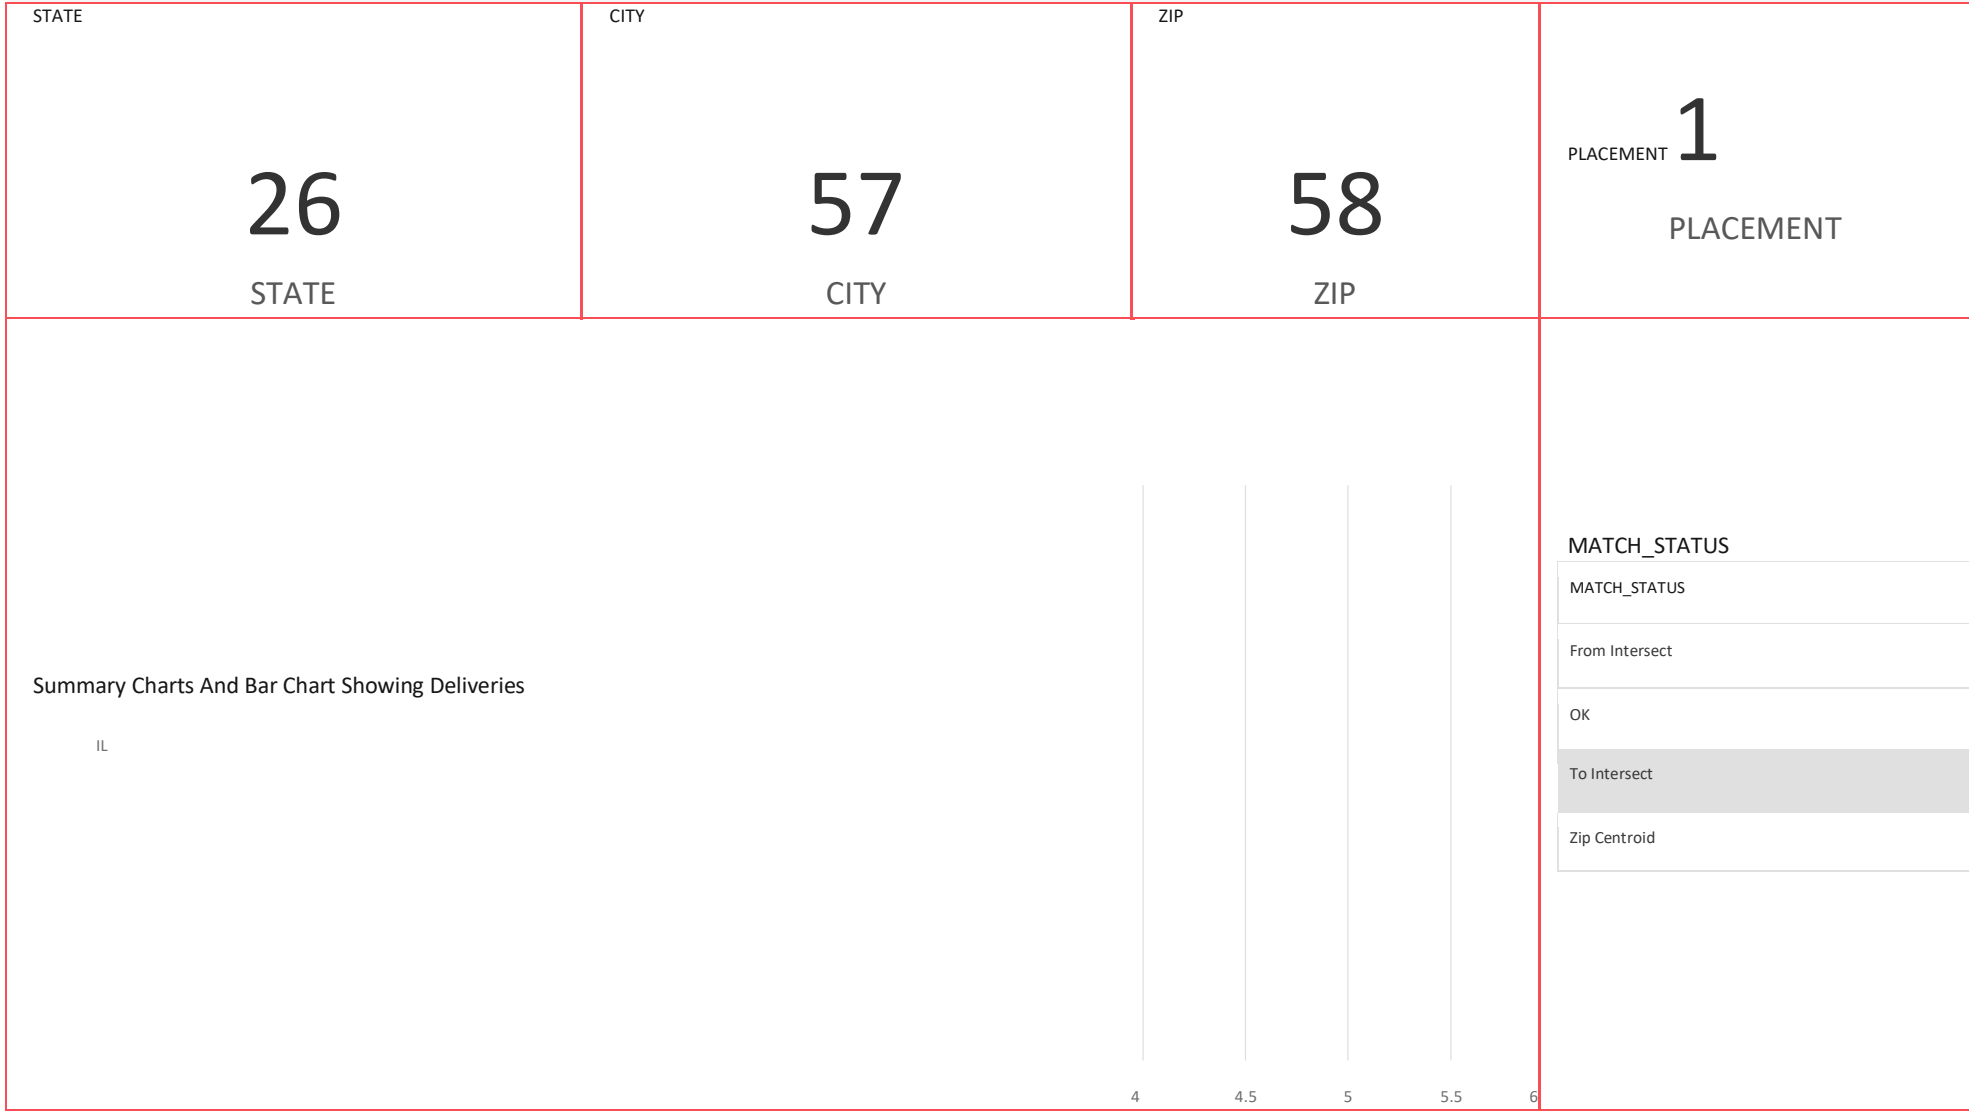 STATE
26
STATE
CITY
57
CITY
ZIP
58
ZIP
PLACEMENT 1
PLACEMENT
Summary Charts And Bar Chart Showing Deliveries
IL
4 4.5 5 5.5 6
MATCH_STATUS
MATCH_STATUS
From Intersect
OK
To Intersect
Zip Centroid